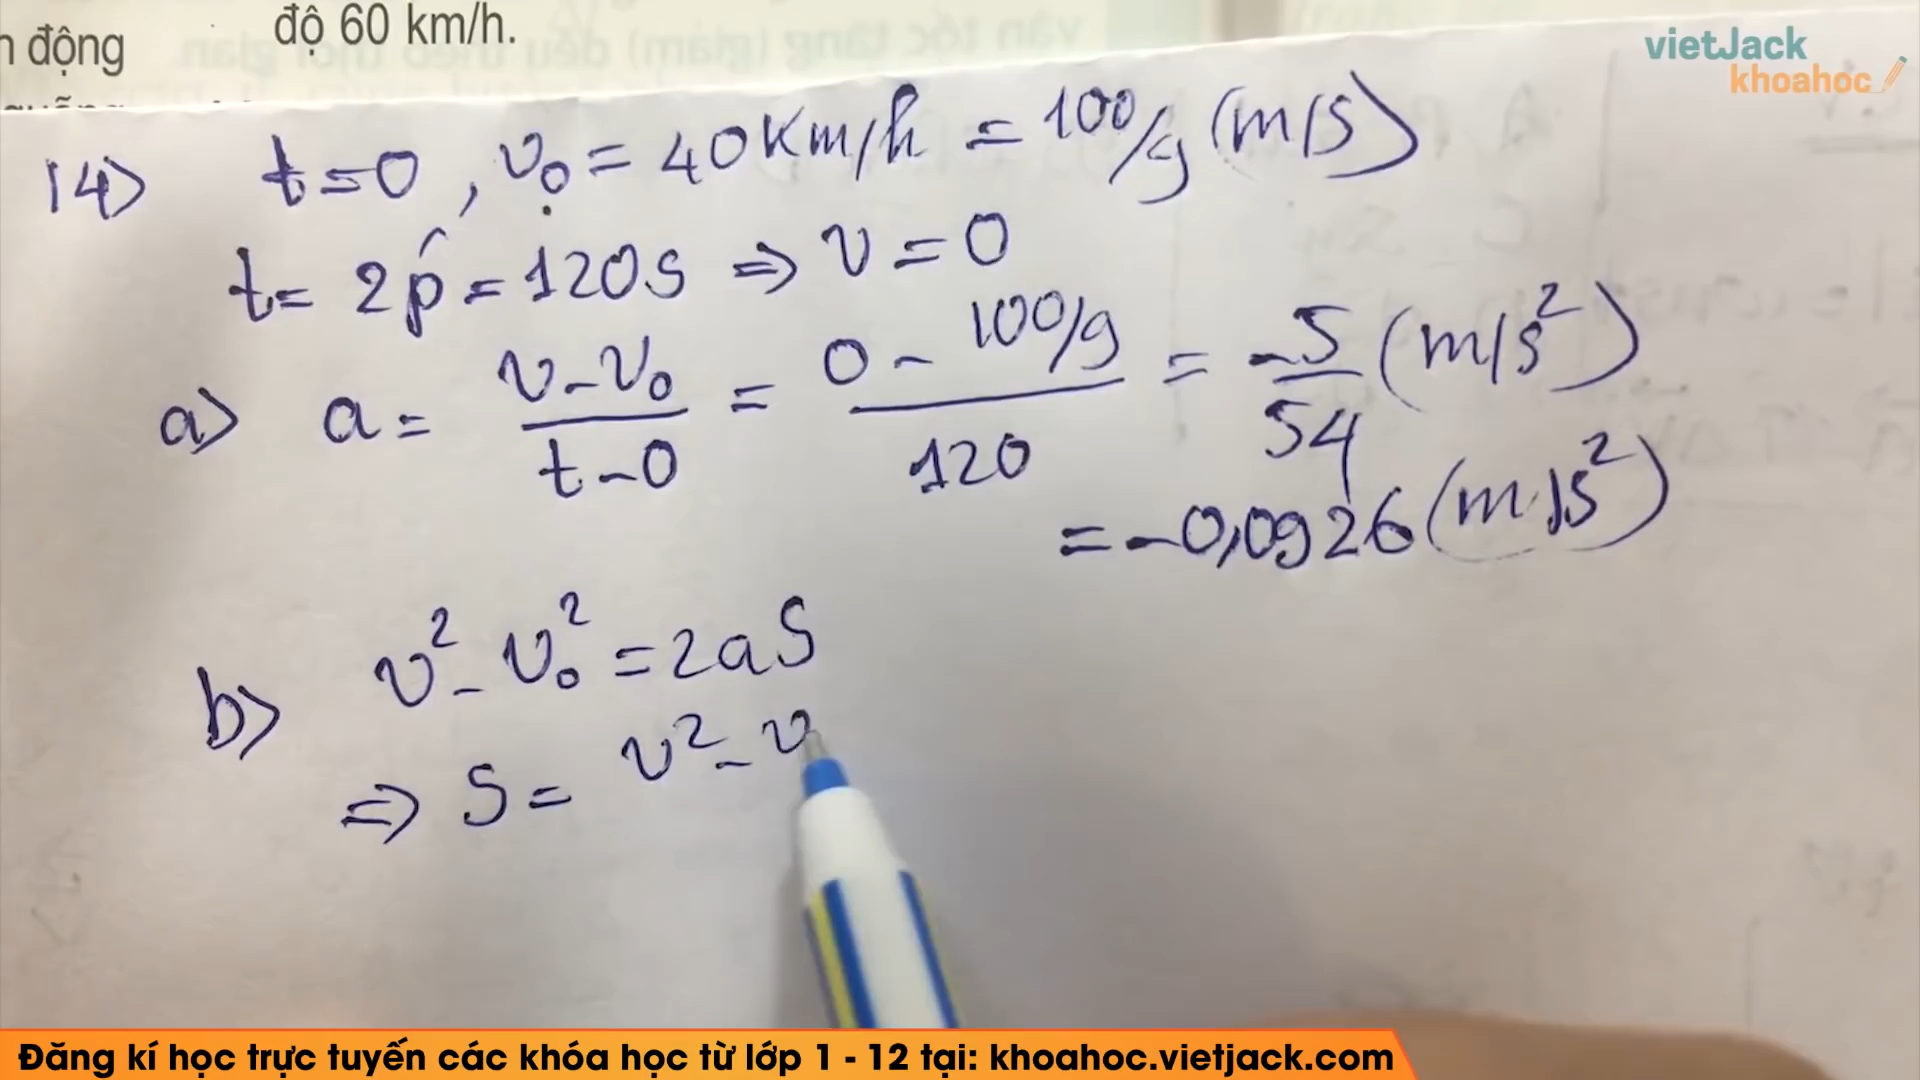 độ 60 km/h.
n động
vietJack
khoahoc
14) t=0, v₀ = 40 Km/h = 100/9 (m/s)
t = 2p' = 120s ⇒ v = 0
a) a = (v - v₀)/(t - 0) = (0 - 100/9)/120 = -5/54 (m/s²)
= -0,0926 (m/s²)
b) v² - v₀² = 2aS
⇒ S = v² - v
Đăng kí học trực tuyến các khóa học từ lớp 1 - 12 tại: khoahoc.vietjack.com